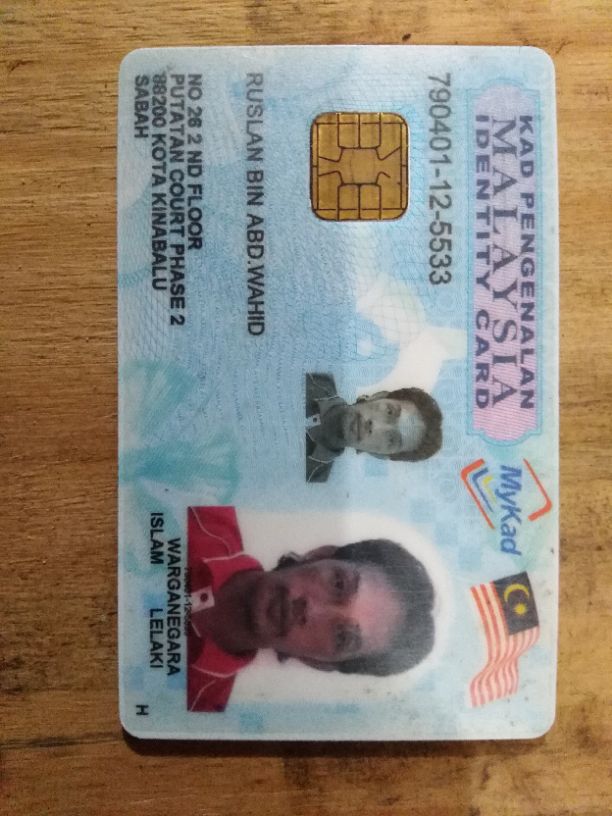 KAD PENGENALAN
MALAYSIA
IDENTITY CARD
MyKad
790401-12-5533
RUSLAN BIN ABD.WAHID
NO 26 2 ND FLOOR
PUTATAN COURT PHASE 2
88200 KOTA KINABALU
SABAH
WARGANEGARA
ISLAM LELAKI
H